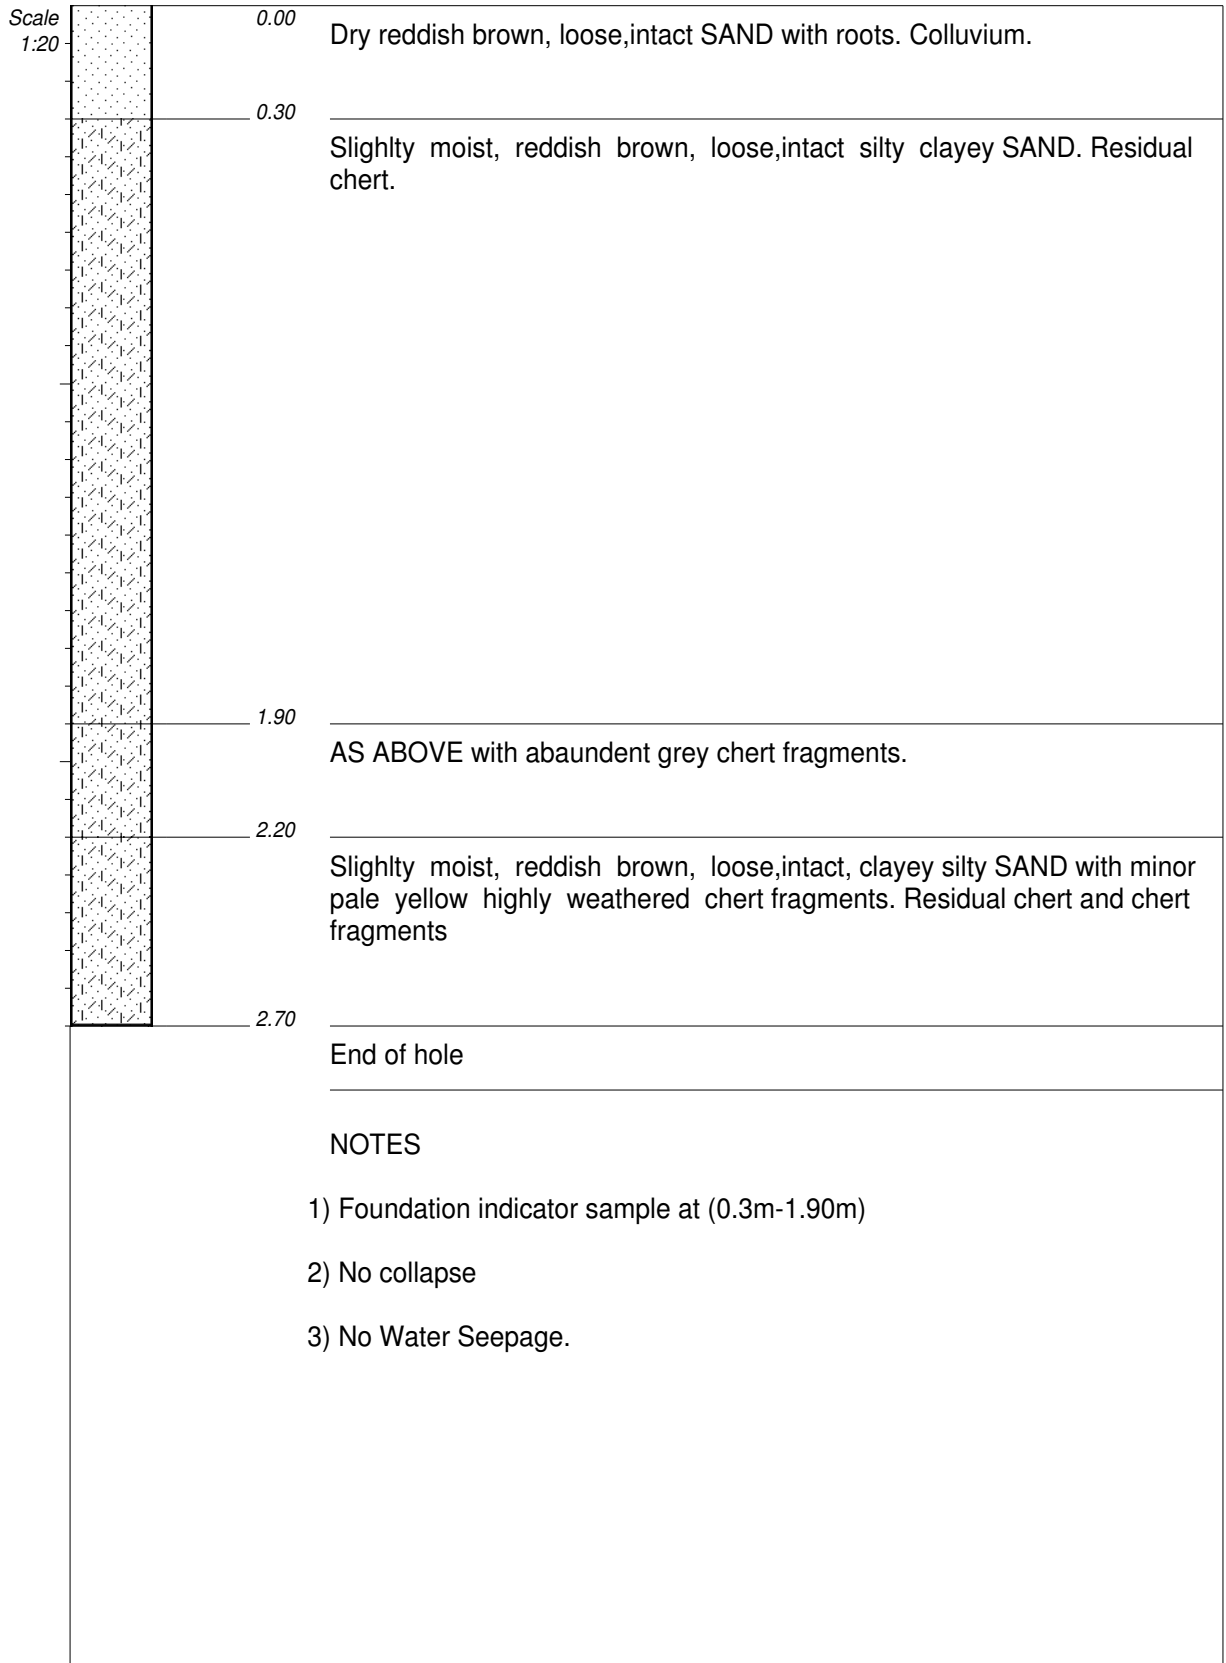 Scale
1:20
0.00
Dry reddish brown, loose,intact SAND with roots. Colluvium.
0.30
Slighlty moist, reddish brown, loose,intact silty clayey SAND. Residual
chert.
1.90
AS ABOVE with abaundent grey chert fragments.
2.20
Slighlty moist, reddish brown, loose,intact, clayey silty SAND with minor
pale yellow highly weathered chert fragments. Residual chert and chert
fragments
2.70
End of hole
NOTES
1) Foundation indicator sample at (0.3m-1.90m)
2) No collapse
3) No Water Seepage.